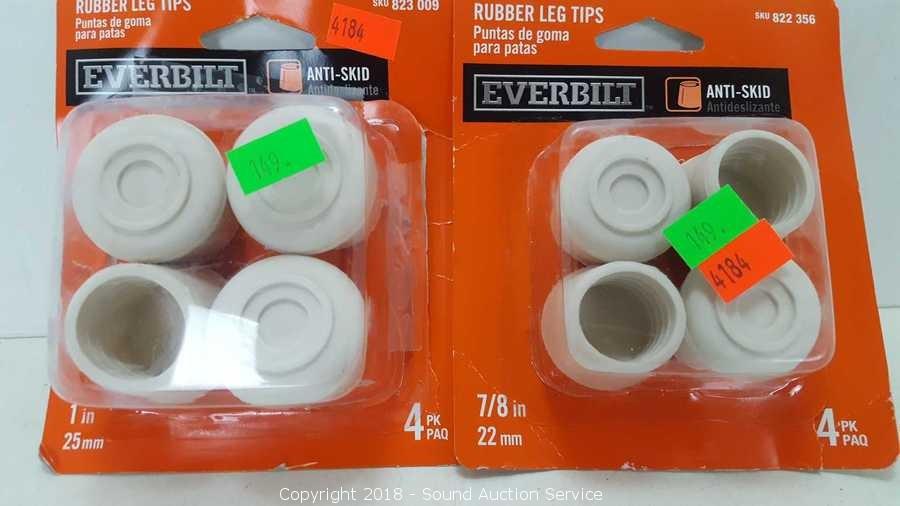 RUBBER LEG TIPS
Puntas de goma
para patas
SKU 823 009
4184
EVERBILT
ANTI-SKID
Antideslizante
149.
1 in
25mm
4 PK
PAQ
RUBBER LEG TIPS
Puntas de goma
para patas
SKU 822 356
EVERBILT
ANTI-SKID
Antideslizante
149.
4184
7/8 in
22 mm
4 PK
PAQ
Copyright 2018 - Sound Auction Service